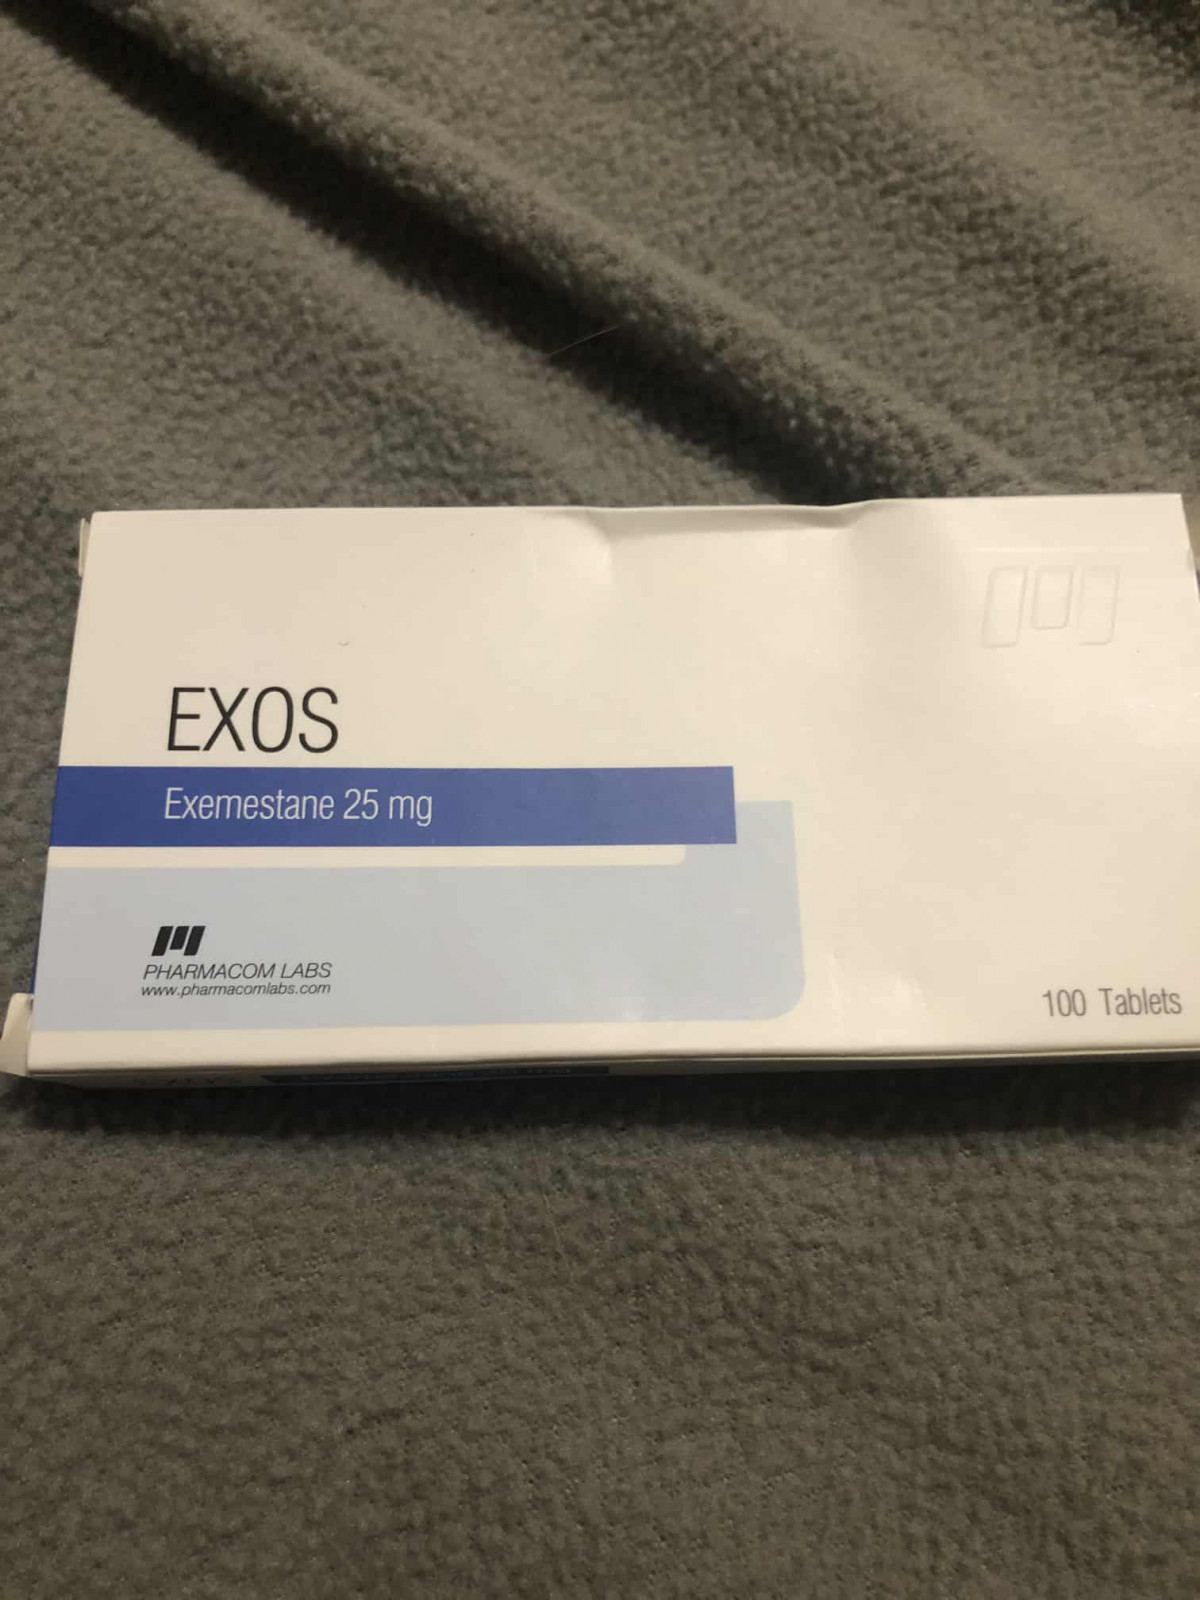 EXOS
Exemestane 25 mg
PHARMACOM LABS
www.pharmacomlabs.com
100 Tablets